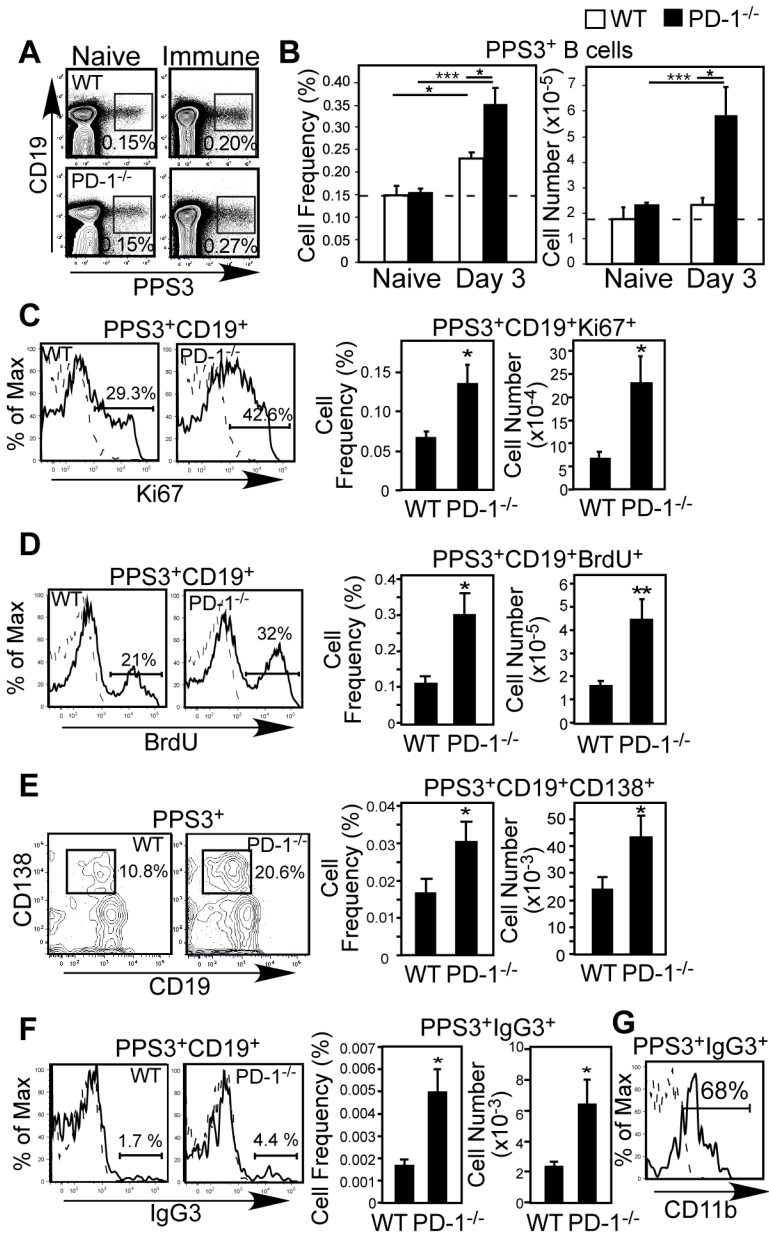 WT PD-1-/-
A Naive Immune
WT
0.15% 0.20%
PD-1-/-
0.15% 0.27%
CD19
PPS3
B PPS3+ B cells
*** *
*
Cell Frequency (%)
0.40
0.35
0.30
0.25
0.20
0.15
0.10
0.05
0
Naive Day 3
*** *
Cell Number (x10-5)
7
6
5
4
3
2
1
0
Naive Day 3
C PPS3+CD19+
WT PD-1-/-
29.3% 42.6%
% of Max
Ki67
PPS3+CD19+Ki67+
Cell Frequency (%)
0.15
0.10
0.05
0
*
WT PD-1-/-
Cell Number (x10-4)
30
25
20
15
10
5
0
*
WT PD-1-/-
D PPS3+CD19+
WT PD-1-/-
21% 32%
% of Max
BrdU
PPS3+CD19+BrdU+
Cell Frequency (%)
0.4
0.3
0.2
0.1
0
*
WT PD-1-/-
Cell Number (x10-5)
6
4
2
0
**
WT PD-1-/-
E PPS3+
WT PD-1-/-
10.8% 20.6%
CD138
CD19
PPS3+CD19+CD138+
Cell Frequency (%)
0.04
0.03
0.02
0.01
0
*
WT PD-1-/-
Cell Number (x10-3)
50
40
30
20
10
0
*
WT PD-1-/-
F PPS3+CD19+
WT PD-1-/-
1.7 % 4.4 %
% of Max
IgG3
PPS3+IgG3+
Cell Frequency (%)
0.007
0.006
0.005
0.004
0.003
0.002
0.001
0
*
WT PD-1-/-
Cell Number (x10-3)
10
8
6
4
2
0
*
WT PD-1-/-
G
PPS3+IgG3+
68%
% of Max
CD11b